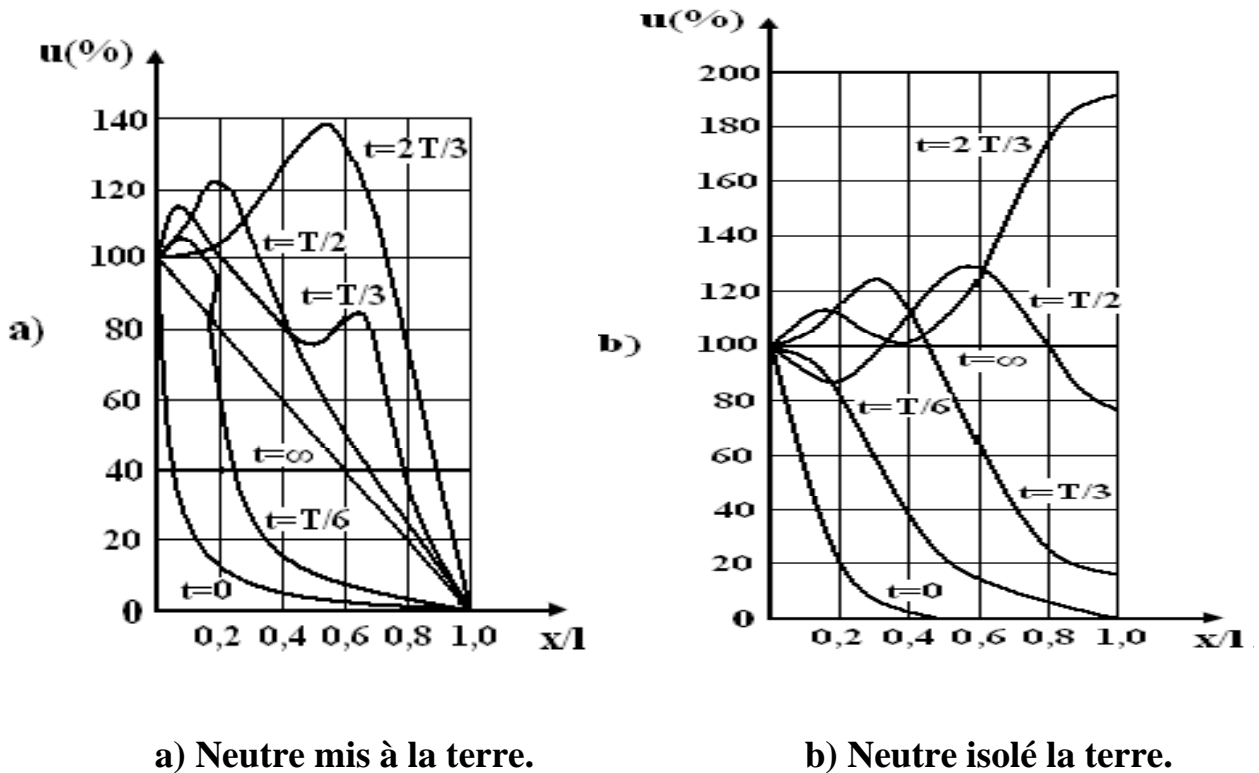 u(%)
140
120
100
80
60
40
20
0
0,2 0,4 0,6 0,8 1,0
x/l
a)
t=2T/3
t=T/2
t=T/3
t=∞
t=T/6
t=0
u(%)
200
180
160
140
120
100
80
60
40
20
0
0,2 0,4 0,6 0,8 1,0
x/l
b)
t=2T/3
t=T/2
t=∞
t=T/6
t=T/3
t=0
a) Neutre mis à la terre.
b) Neutre isolé la terre.